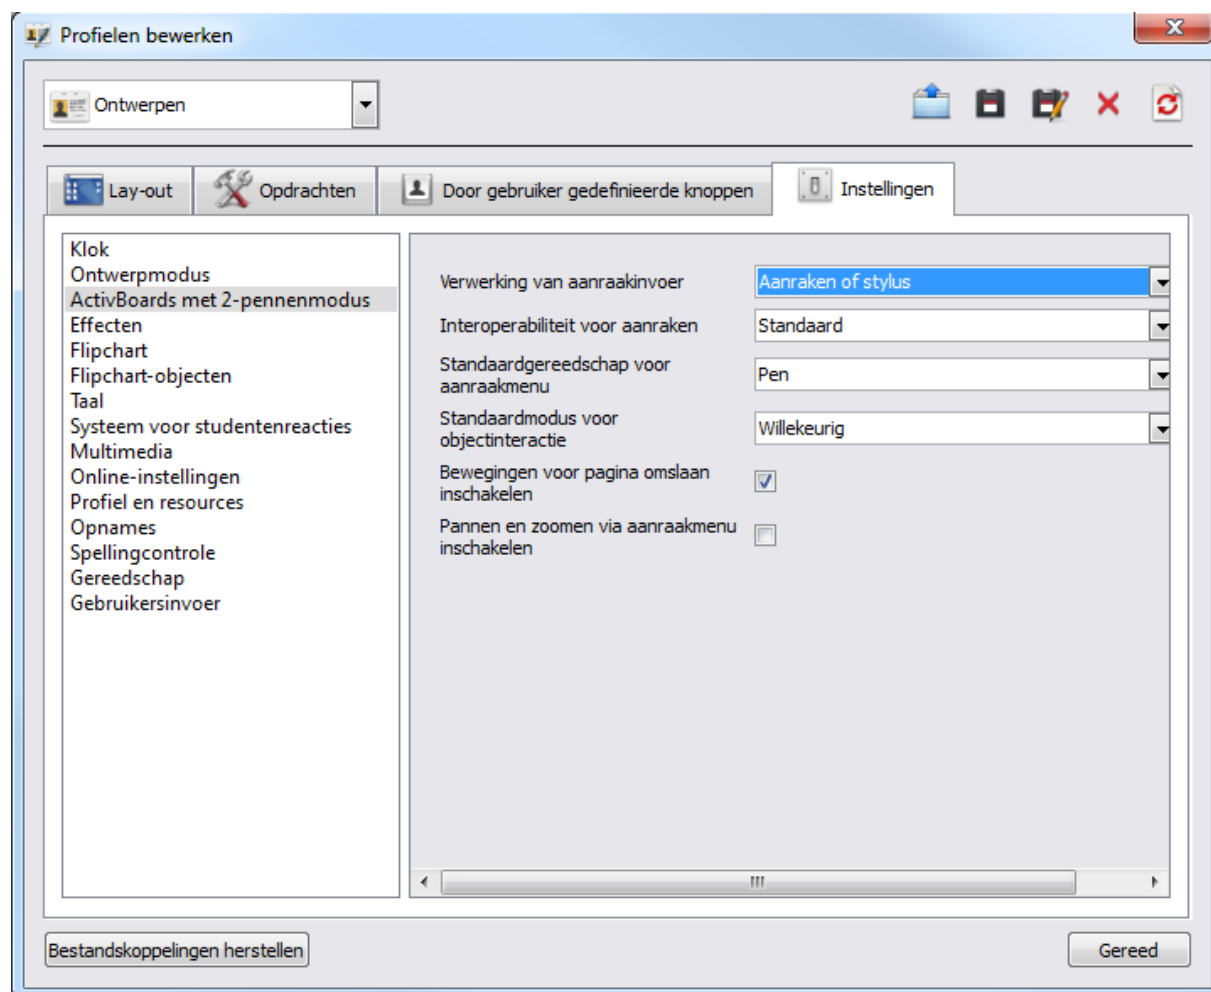 Profielen bewerken
Ontwerpen
Lay-out
Opdrachten
Door gebruiker gedefinieerde knoppen
Instellingen
Klok
Ontwerpmodus
ActivBoards met 2-pennenmodus
Effecten
Flipchart
Flipchart-objecten
Taal
Systeem voor studentenreacties
Multimedia
Online-instellingen
Profiel en resources
Opnames
Spellingcontrole
Gereedschap
Gebruikersinvoer
Verwerking van aanraakinvoer
Aanraken of stylus
Interoperabiliteit voor aanraken
Standaard
Standaardgereedschap voor
aanraakmenu
Pen
Standaardmodus voor
objectinteractie
Willekeurig
Bewegingen voor pagina omslaan
inschakelen
Pannen en zoomen via aanraakmenu
inschakelen
Bestandskoppelingen herstellen
Gereed